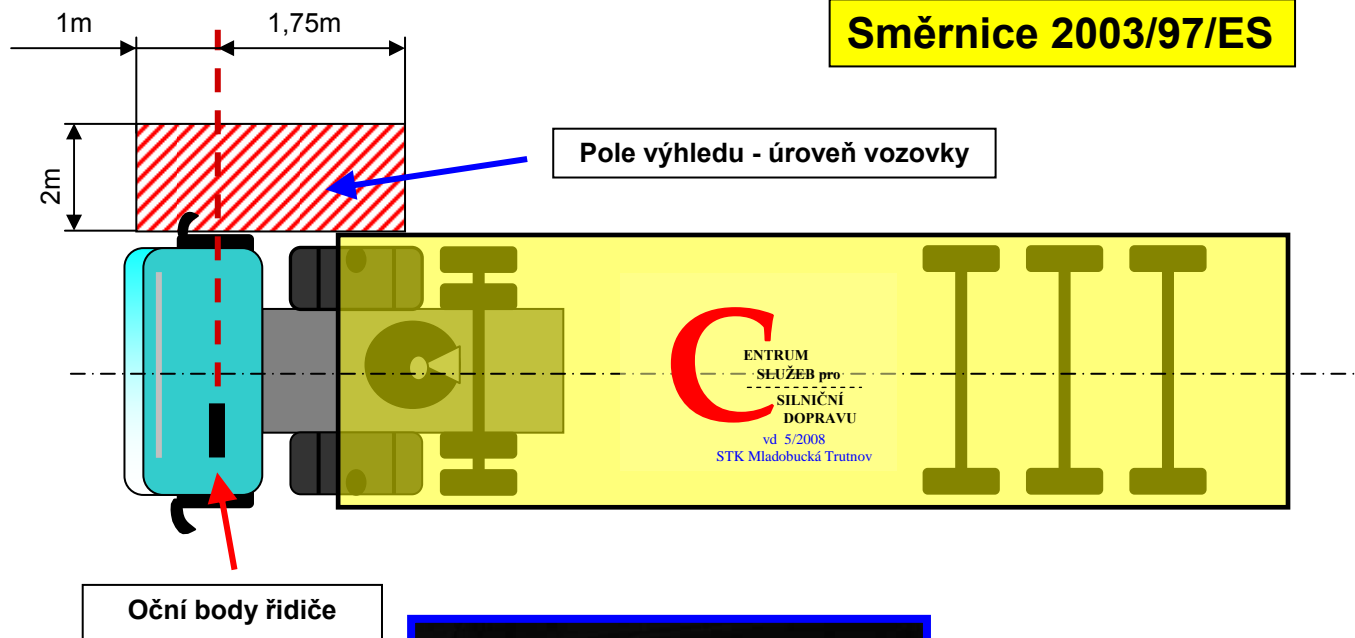 1m
1,75m
Směrnice 2003/97/ES
2m
Pole výhledu - úroveň vozovky
C
ENTRUM
SLUŽEB pro
SILNIČNÍ
DOPRAVU
vd 5/2008
STK Mladobucká Trutnov
Oční body řidiče